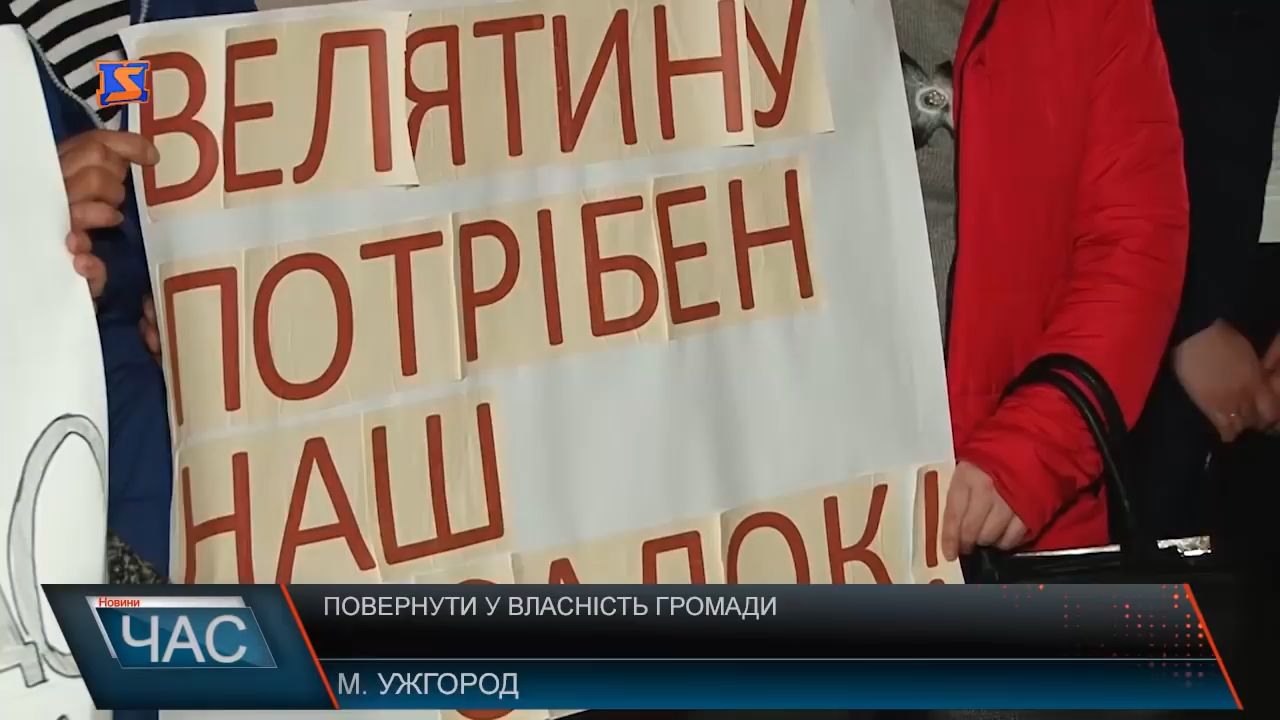 ВЕЛЯТИНУ
ПОТРІБЕН
НАШ
Новини
ЧАС
ПОВЕРНУТИ У ВЛАСНІСТЬ ГРОМАДИ
М. УЖГОРОД